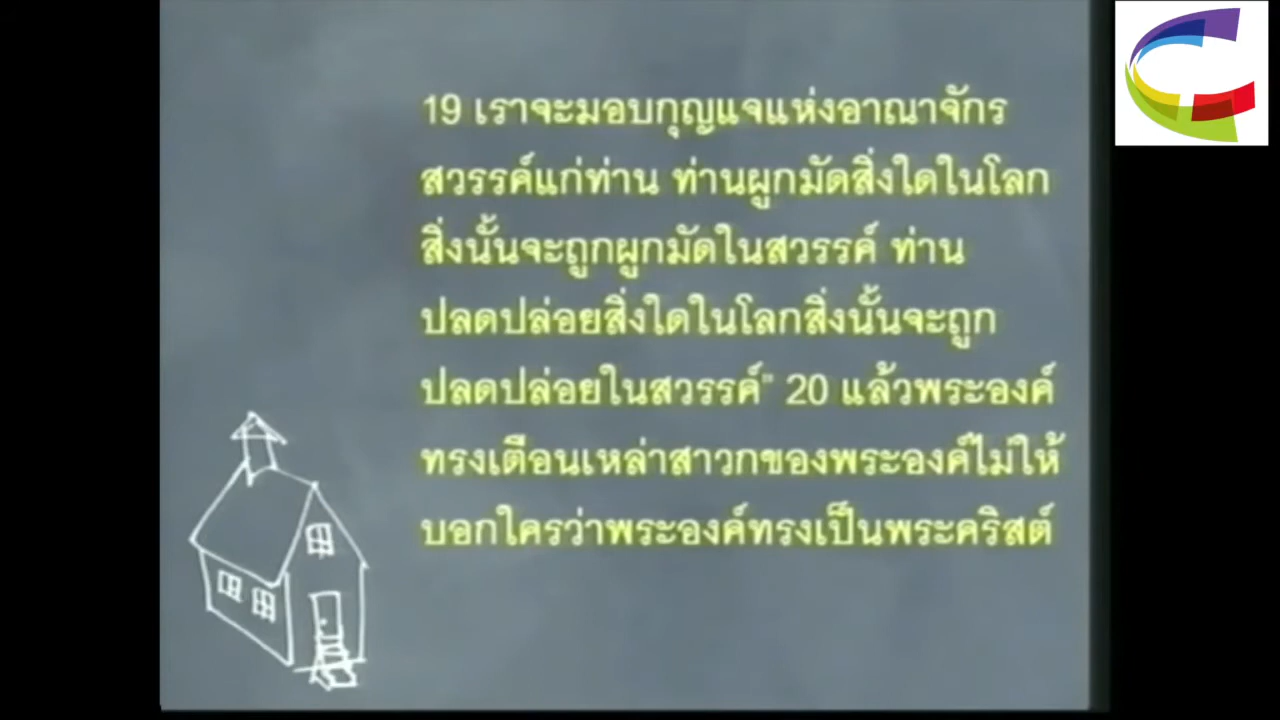 19 เราจะมอบกุญแจแห่งอาณาจักร
สวรรค์แก่ท่าน ท่านผูกมัดสิ่งใดในโลก
สิ่งนั้นจะถูกผูกมัดในสวรรค์ ท่าน
ปลดปล่อยสิ่งใดในโลกสิ่งนั้นจะถูก
ปลดปล่อยในสวรรค์" 20 แล้วพระองค์
ทรงเตือนเหล่าสาวกของพระองค์ไม่ให้
บอกใครว่าพระองค์ทรงเป็นพระคริสต์